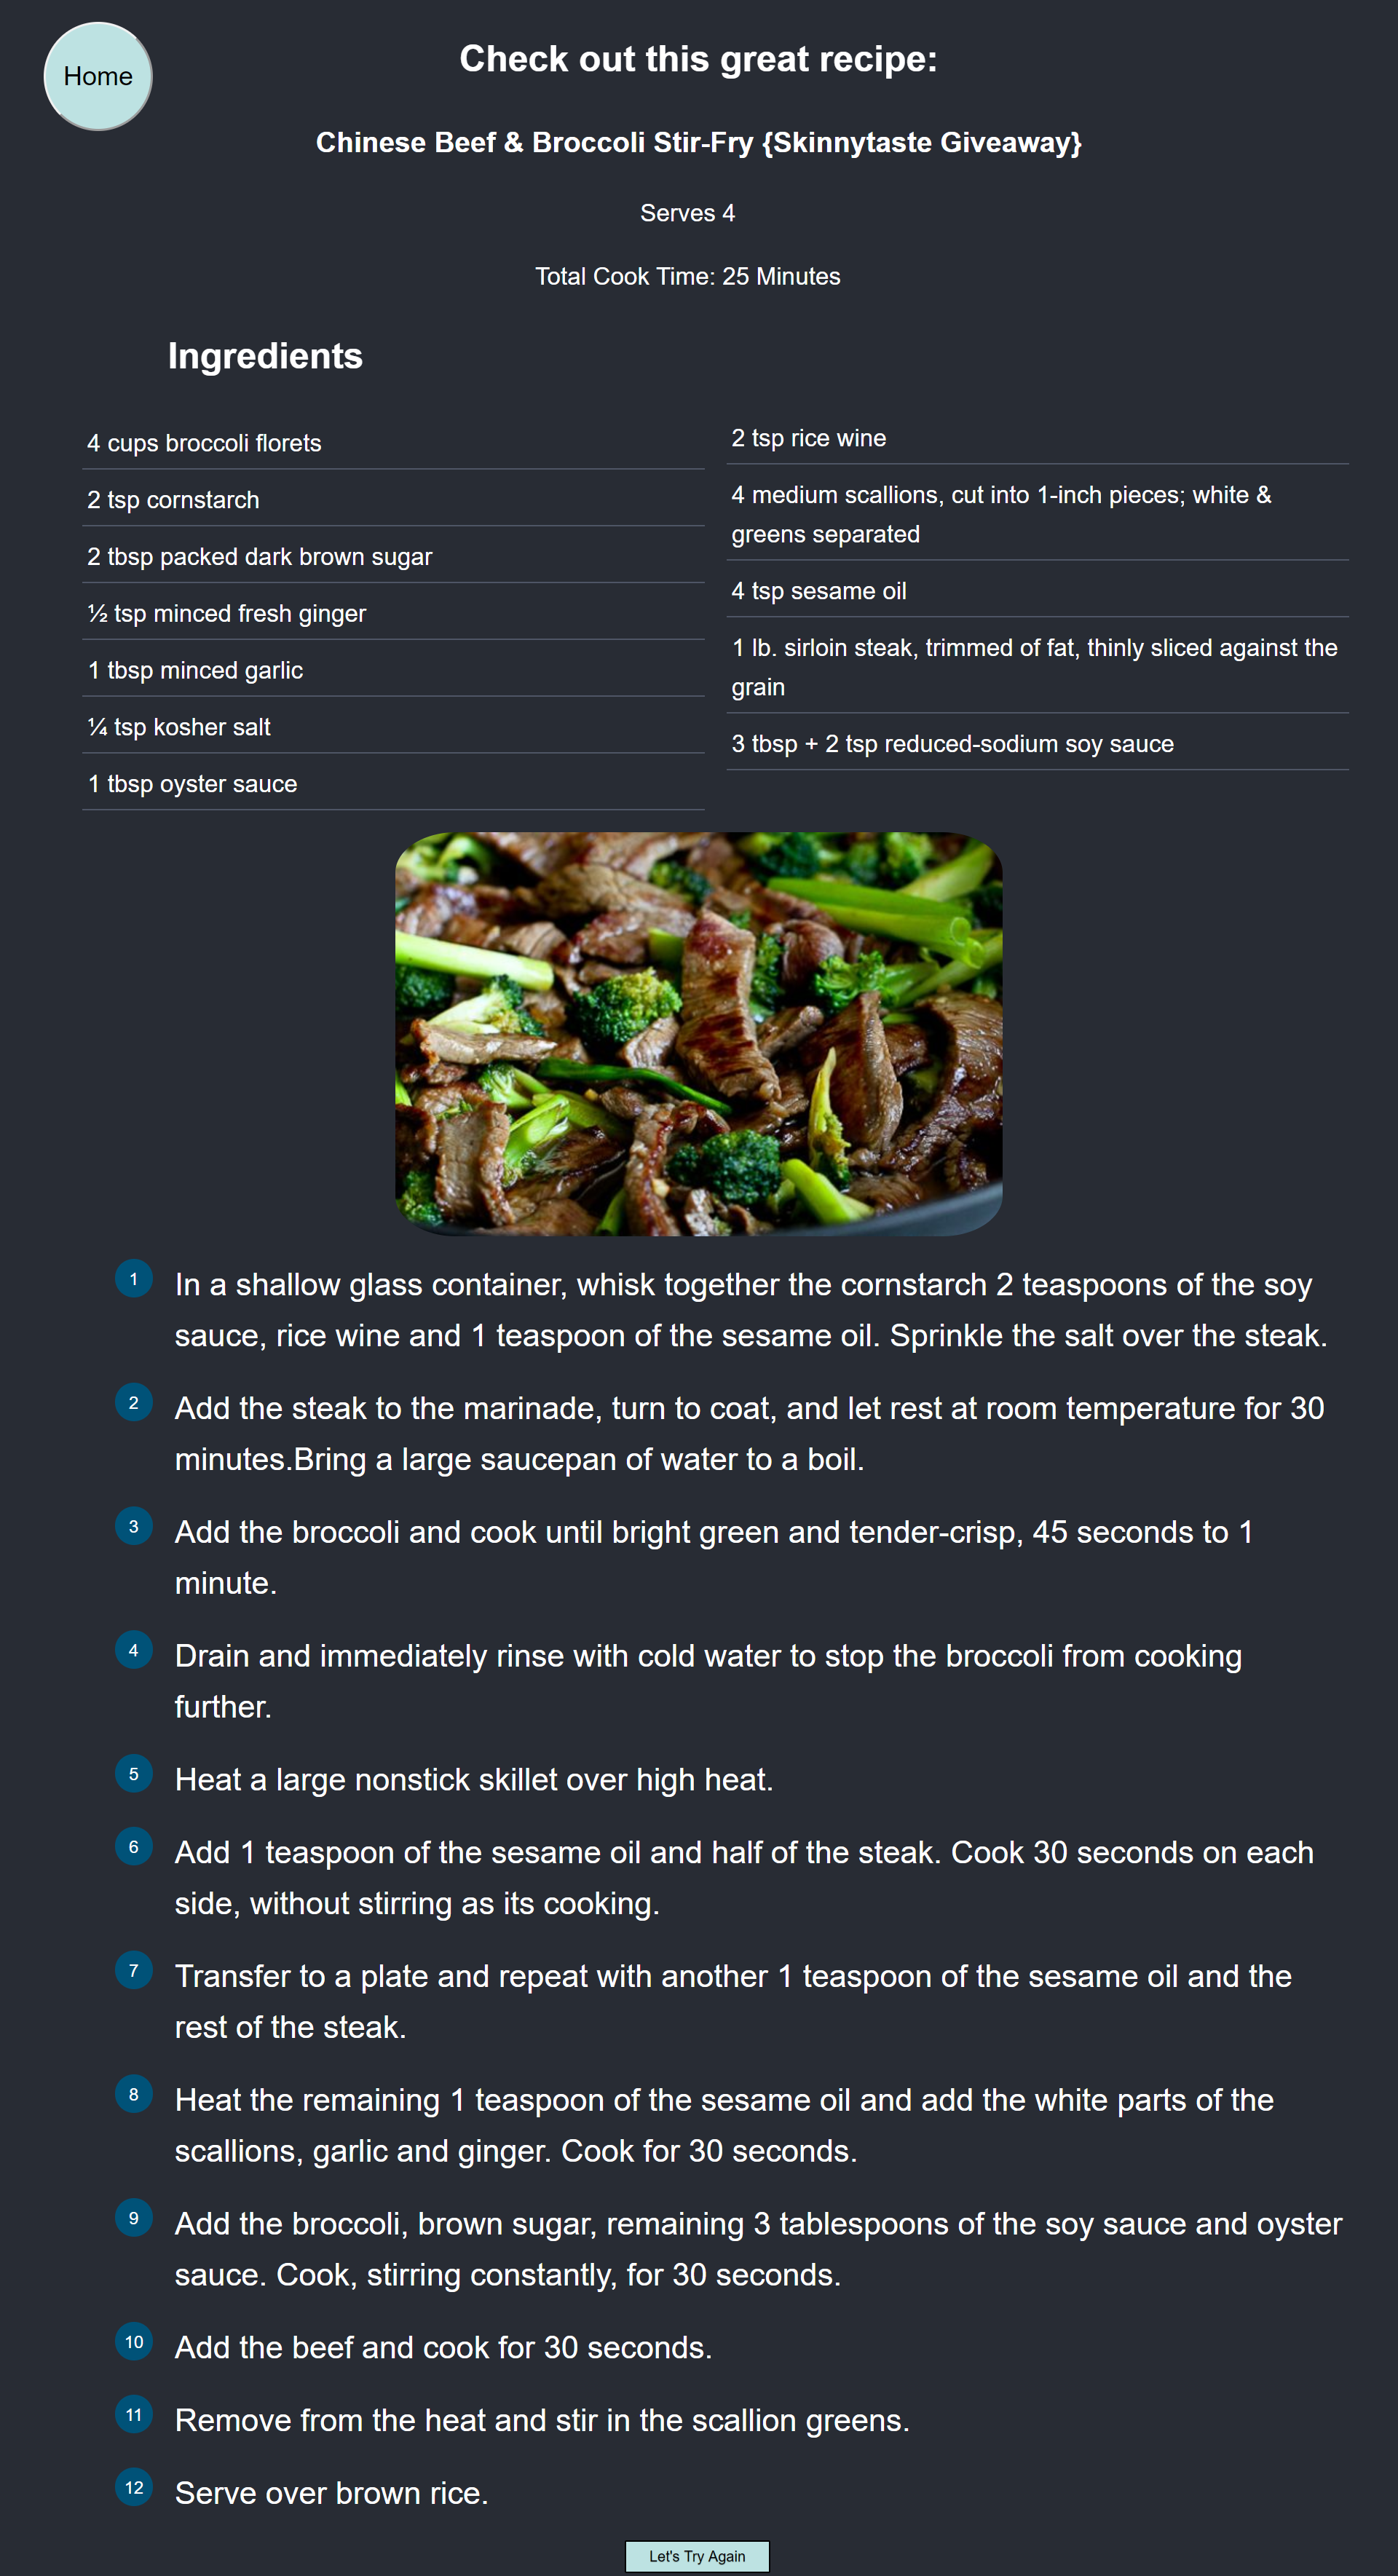 Home
Check out this great recipe:
Chinese Beef & Broccoli Stir-Fry {Skinnytaste Giveaway}
Serves 4
Total Cook Time: 25 Minutes
Ingredients
4 cups broccoli florets
2 tsp cornstarch
2 tbsp packed dark brown sugar
½ tsp minced fresh ginger
1 tbsp minced garlic
¼ tsp kosher salt
1 tbsp oyster sauce
2 tsp rice wine
4 medium scallions, cut into 1-inch pieces; white &
greens separated
4 tsp sesame oil
1 lb. sirloin steak, trimmed of fat, thinly sliced against the
grain
3 tbsp + 2 tsp reduced-sodium soy sauce
1 In a shallow glass container, whisk together the cornstarch 2 teaspoons of the soy
sauce, rice wine and 1 teaspoon of the sesame oil. Sprinkle the salt over the steak.
2 Add the steak to the marinade, turn to coat, and let rest at room temperature for 30
minutes.Bring a large saucepan of water to a boil.
3 Add the broccoli and cook until bright green and tender-crisp, 45 seconds to 1
minute.
4 Drain and immediately rinse with cold water to stop the broccoli from cooking
further.
5 Heat a large nonstick skillet over high heat.
6 Add 1 teaspoon of the sesame oil and half of the steak. Cook 30 seconds on each
side, without stirring as its cooking.
7 Transfer to a plate and repeat with another 1 teaspoon of the sesame oil and the
rest of the steak.
8 Heat the remaining 1 teaspoon of the sesame oil and add the white parts of the
scallions, garlic and ginger. Cook for 30 seconds.
9 Add the broccoli, brown sugar, remaining 3 tablespoons of the soy sauce and oyster
sauce. Cook, stirring constantly, for 30 seconds.
10 Add the beef and cook for 30 seconds.
11 Remove from the heat and stir in the scallion greens.
12 Serve over brown rice.
Let's Try Again